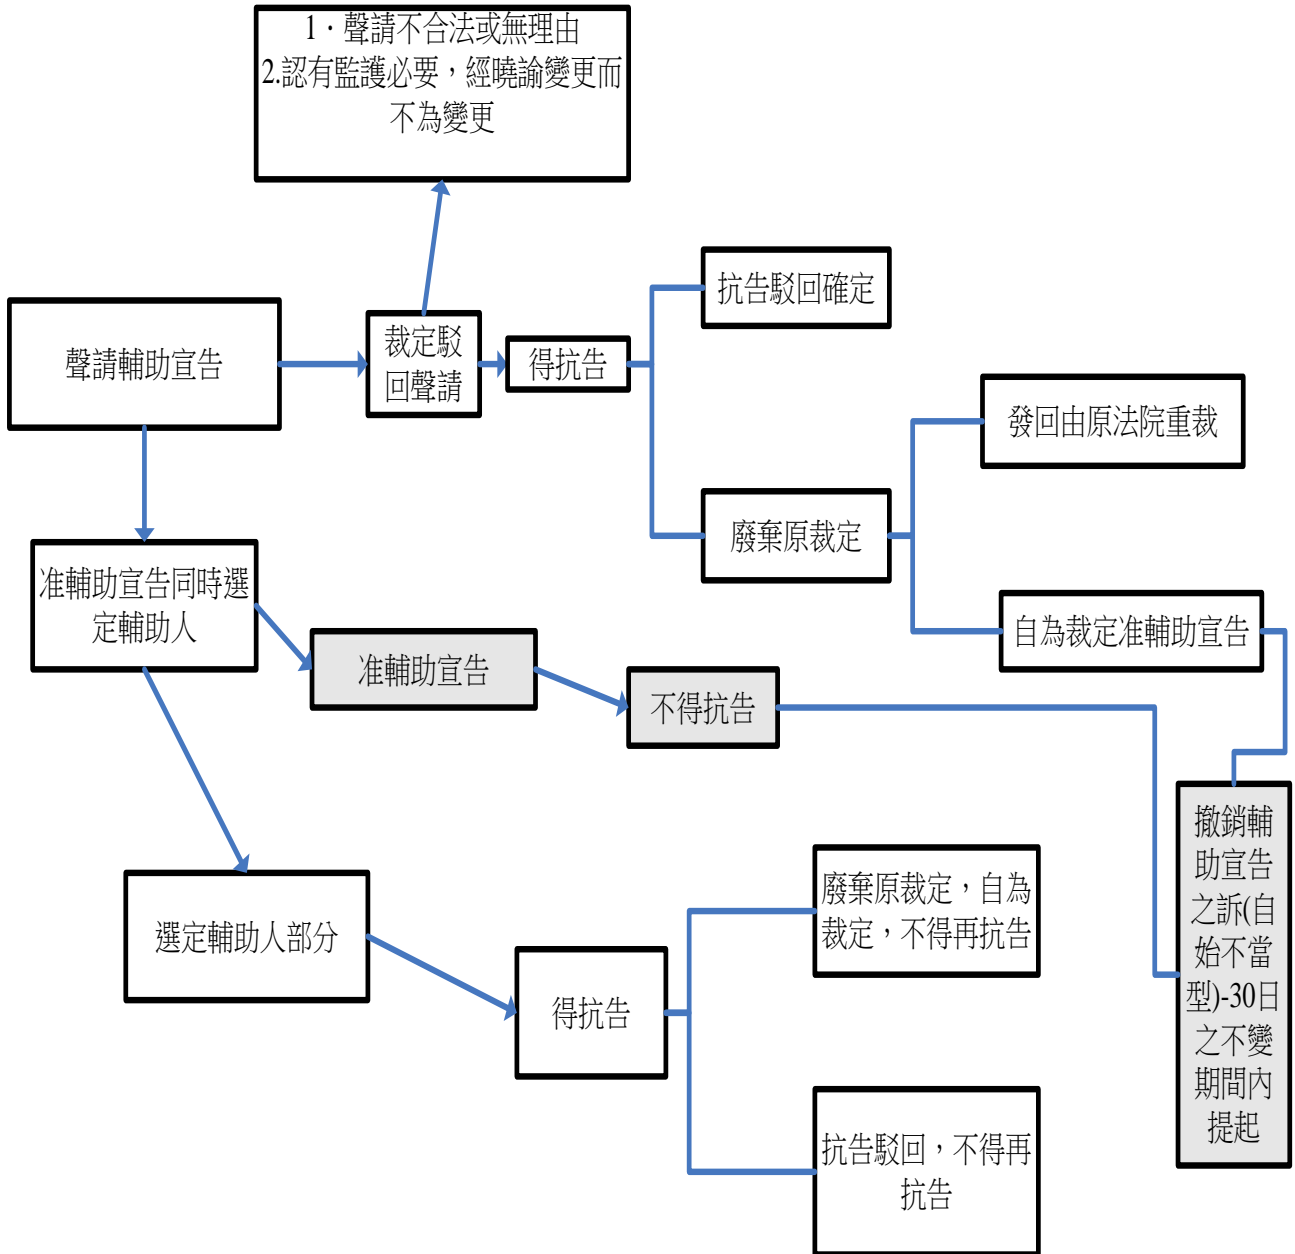 1．聲請不合法或無理由
2.認有監護必要，經曉諭變更而
不為變更
抗告駁回確定
聲請輔助宣告
裁定駁
回聲請
得抗告
發回由原法院重裁
廢棄原裁定
准輔助宣告同時選
定輔助人
自為裁定准輔助宣告
准輔助宣告
不得抗告
撤銷輔
助宣告
之訴(自
始不當
型)-30日
之不變
期間內
提起
選定輔助人部分
廢棄原裁定，自為
裁定，不得再抗告
得抗告
抗告駁回，不得再
抗告